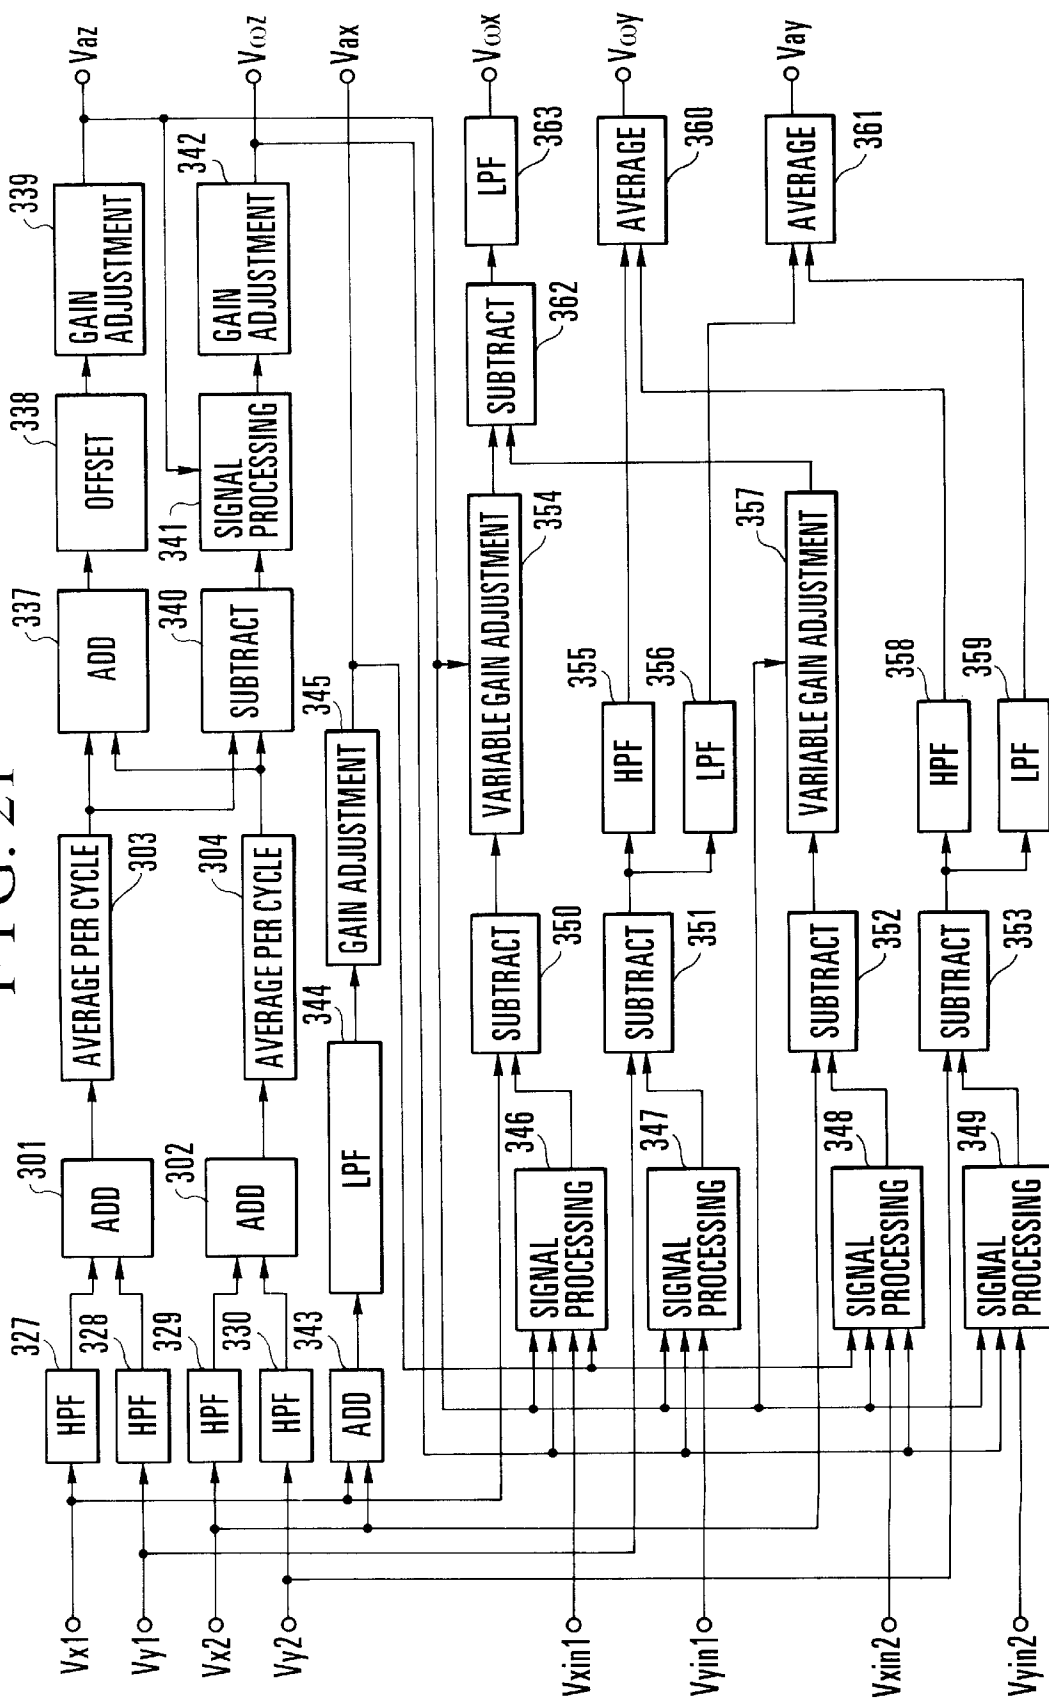 FIG. 21
Vx1
Vy1
Vx2
Vy2
Vxin1
Vyin1
Vxin2
Vyin2
HPF
327
HPF
328
HPF
329
HPF
330
ADD
343
ADD
301
ADD
302
LPF
344
AVERAGE PER CYCLE
303
AVERAGE PER CYCLE
304
GAIN ADJUSTMENT
345
ADD
337
SUBTRACT
340
OFFSET
338
SIGNAL
PROCESSING
341
GAIN
ADJUSTMENT
339
GAIN
ADJUSTMENT
342
Vaz
Vωz
Vax
SIGNAL
PROCESSING
346
SIGNAL
PROCESSING
347
SIGNAL
PROCESSING
348
SIGNAL
PROCESSING
349
SUBTRACT
350
SUBTRACT
351
SUBTRACT
352
SUBTRACT
353
VARIABLE GAIN ADJUSTMENT
354
HPF
355
LPF
356
VARIABLE GAIN ADJUSTMENT
357
HPF
358
LPF
359
SUBTRACT
362
LPF
363
AVERAGE
360
AVERAGE
361
Vωx
Vωy
Vay